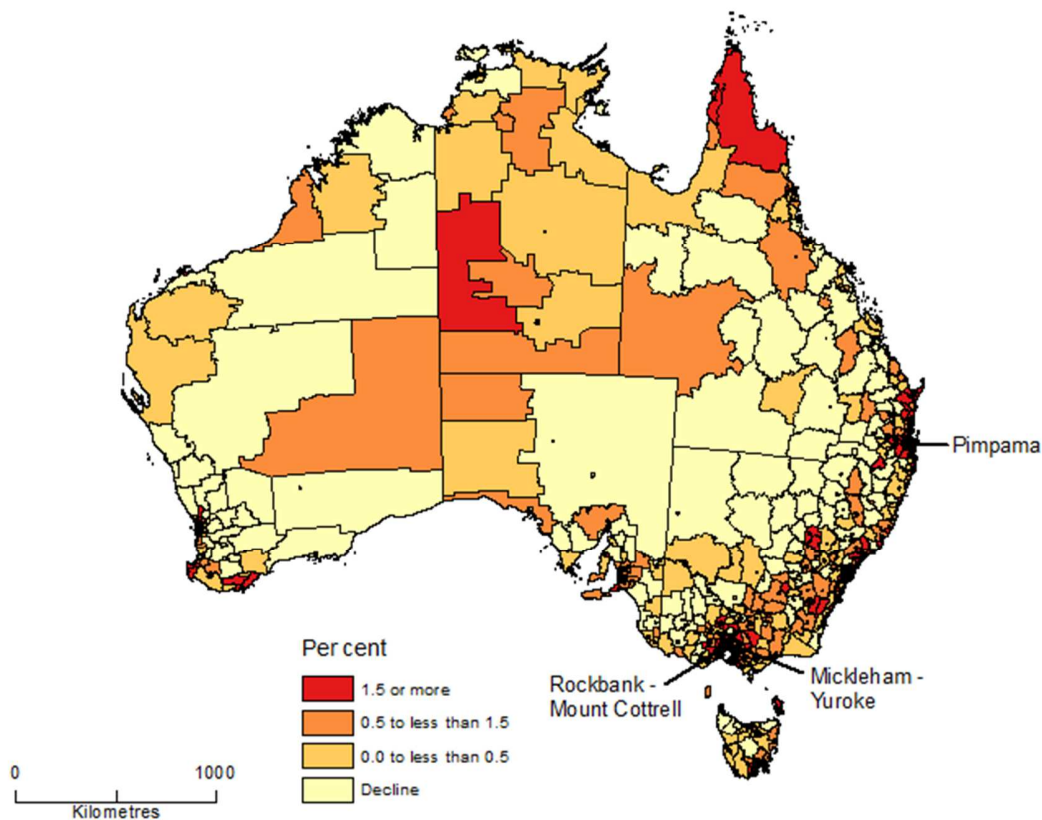 Pimpama
Per cent
1.5 or more
0.5 to less than 1.5
0.0 to less than 0.5
Decline
Rockbank -
Mount Cottrell
Mickleham -
Yuroke
0 1000
Kilometres